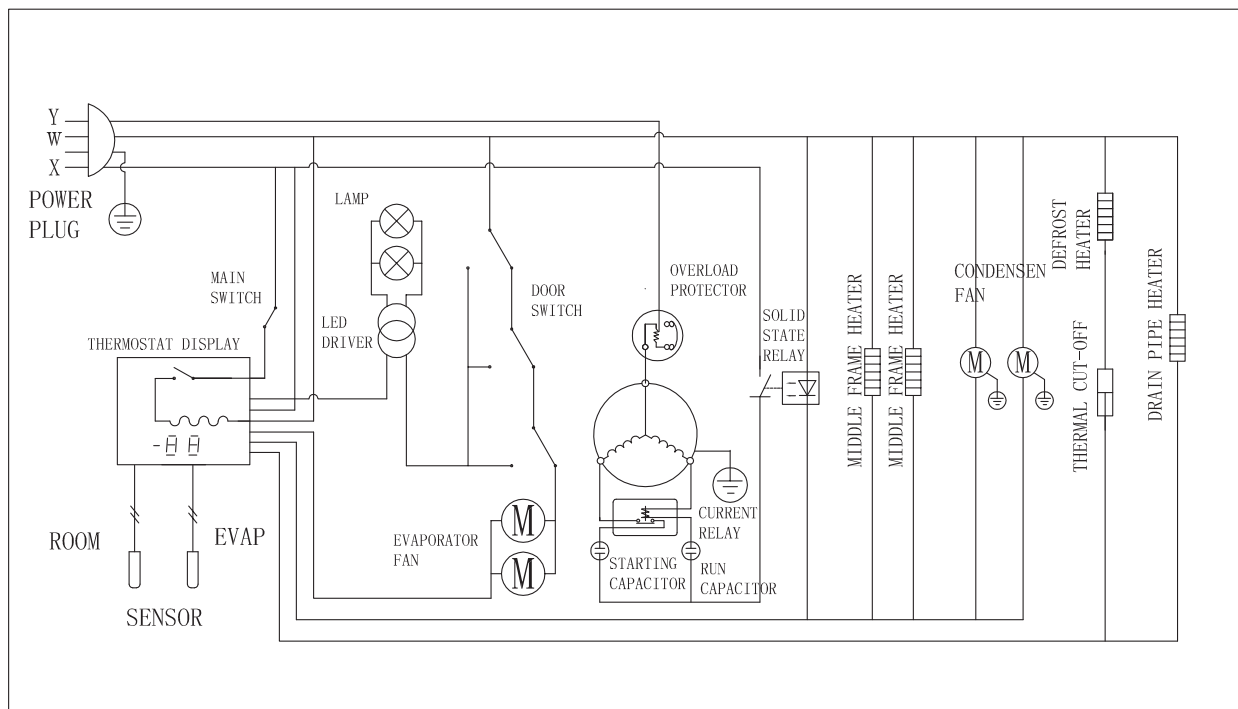 Y
W
X
POWER
PLUG
LAMP
MAIN
SWITCH
LED
DRIVER
THERMOSTAT DISPLAY
-88
ROOM
EVAP
SENSOR
DOOR
SWITCH
EVAPORATOR
FAN
M
M
OVERLOAD
PROTECTOR
SOLID
STATE
RELAY
CURRENT
RELAY
STARTING
CAPACITOR
RUN
CAPACITOR
MIDDLE FRAME HEATER
MIDDLE FRAME HEATER
CONDENSEN
FAN
M
M
DEFROST
HEATER
THERMAL CUT-OFF
DRAIN PIPE HEATER